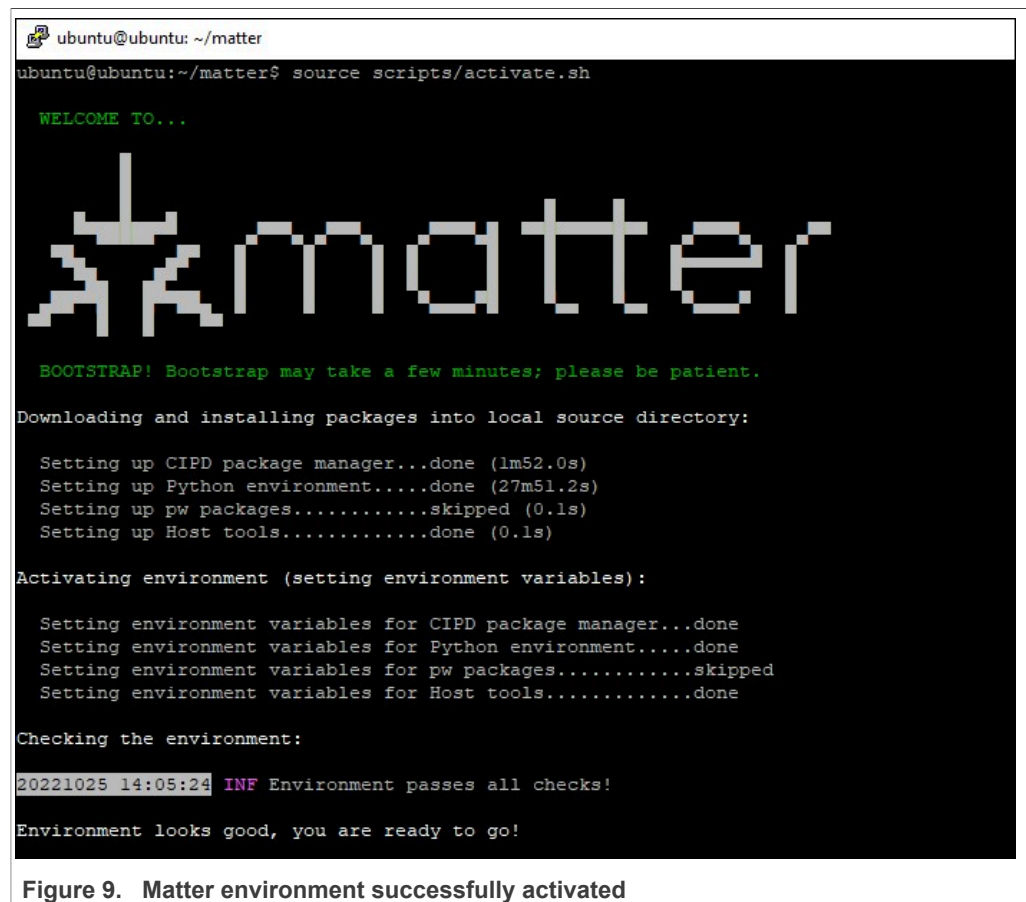 ubuntu@ubuntu: ~/matter
ubuntu@ubuntu:~/matter$ source scripts/activate.sh
WELCOME TO...
matter
BOOTSTRAP! Bootstrap may take a few minutes; please be patient.
Downloading and installing packages into local source directory:
Setting up CIPD package manager...done (1m52.0s)
Setting up Python environment.....done (27m51.2s)
Setting up pw packages............skipped (0.1s)
Setting up Host tools.............done (0.1s)
Activating environment (setting environment variables):
Setting environment variables for CIPD package manager...done
Setting environment variables for Python environment.....done
Setting environment variables for pw packages............skipped
Setting environment variables for Host tools.............done
Checking the environment:
20221025 14:05:24 INF Environment passes all checks!
Environment looks good, you are ready to go!
Figure 9. Matter environment successfully activated